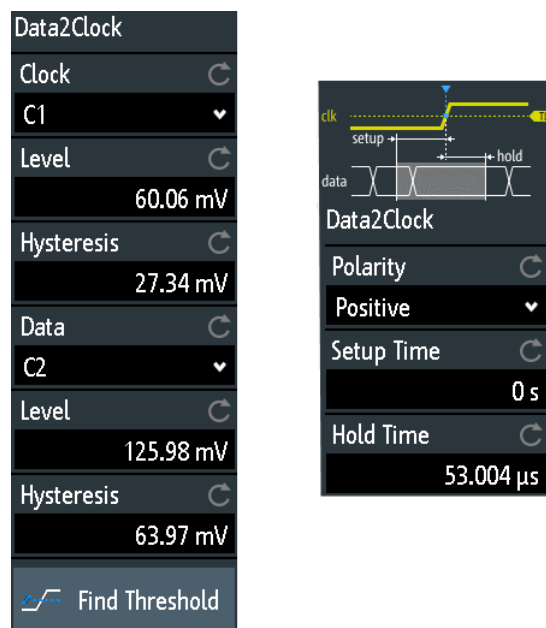 Data2Clock
Clock
C1
Level
60.06 mV
Hysteresis
27.34 mV
Data
C2
Level
125.98 mV
Hysteresis
63.97 mV
Find Threshold
clk
setup
hold
data
Data2Clock
Polarity
Positive
Setup Time
0 s
Hold Time
53.004 µs